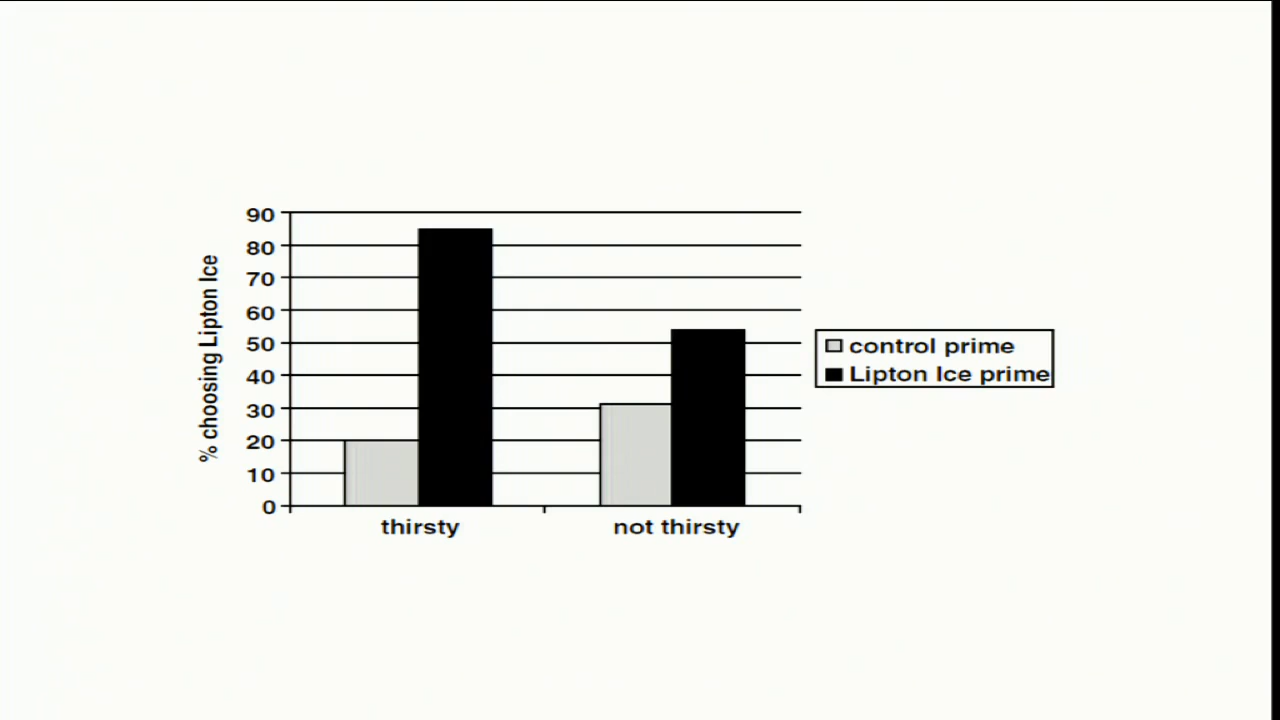 90
80
70
60
50
40
30
20
10
0
% choosing Lipton Ice
thirsty
not thirsty
control prime
Lipton Ice prime